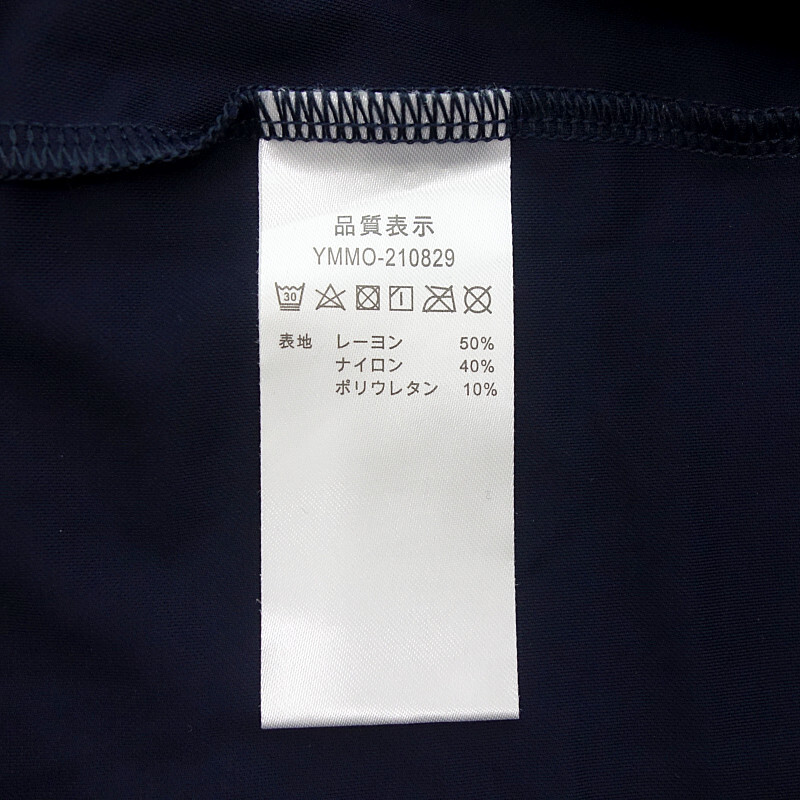 品質表示
YMMO-210829
30
表地 レーヨン 50%
ナイロン 40%
ポリウレタン 10%